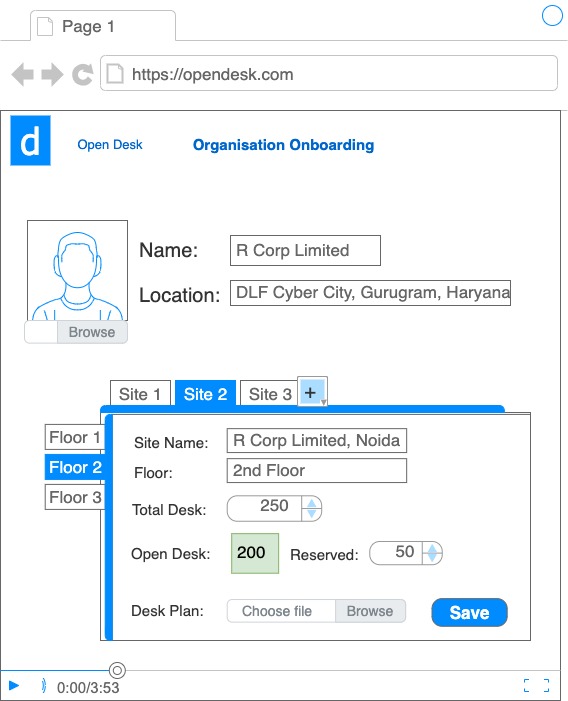 Page 1
https://opendesk.com
d
Open Desk
Organisation Onboarding
Name:
R Corp Limited
Location:
DLF Cyber City, Gurugram, Haryana
Browse
Site 1
Site 2
Site 3
+
Floor 1
Floor 2
Floor 3
Site Name:
R Corp Limited, Noida
Floor:
2nd Floor
Total Desk:
250
Open Desk:
200
Reserved:
50
Desk Plan:
Choose file
Browse
Save
0:00/3:53